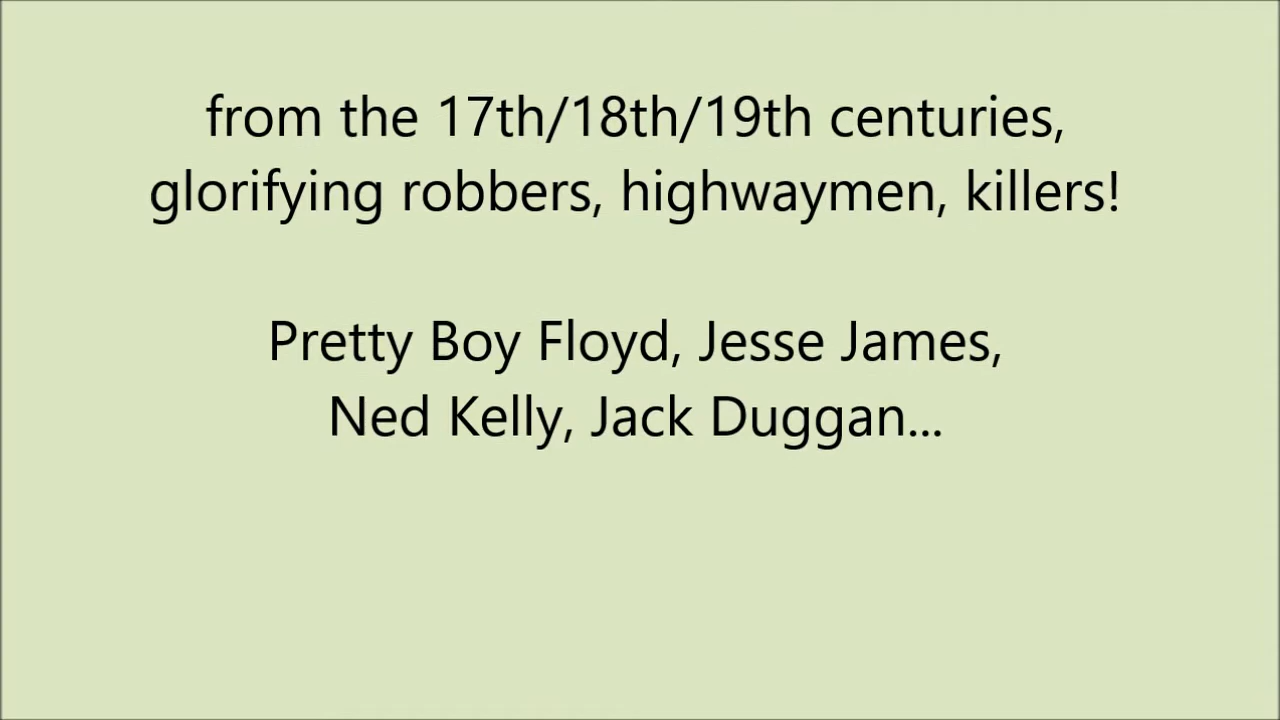 from the 17th/18th/19th centuries,
glorifying robbers, highwaymen, killers!
Pretty Boy Floyd, Jesse James,
Ned Kelly, Jack Duggan...